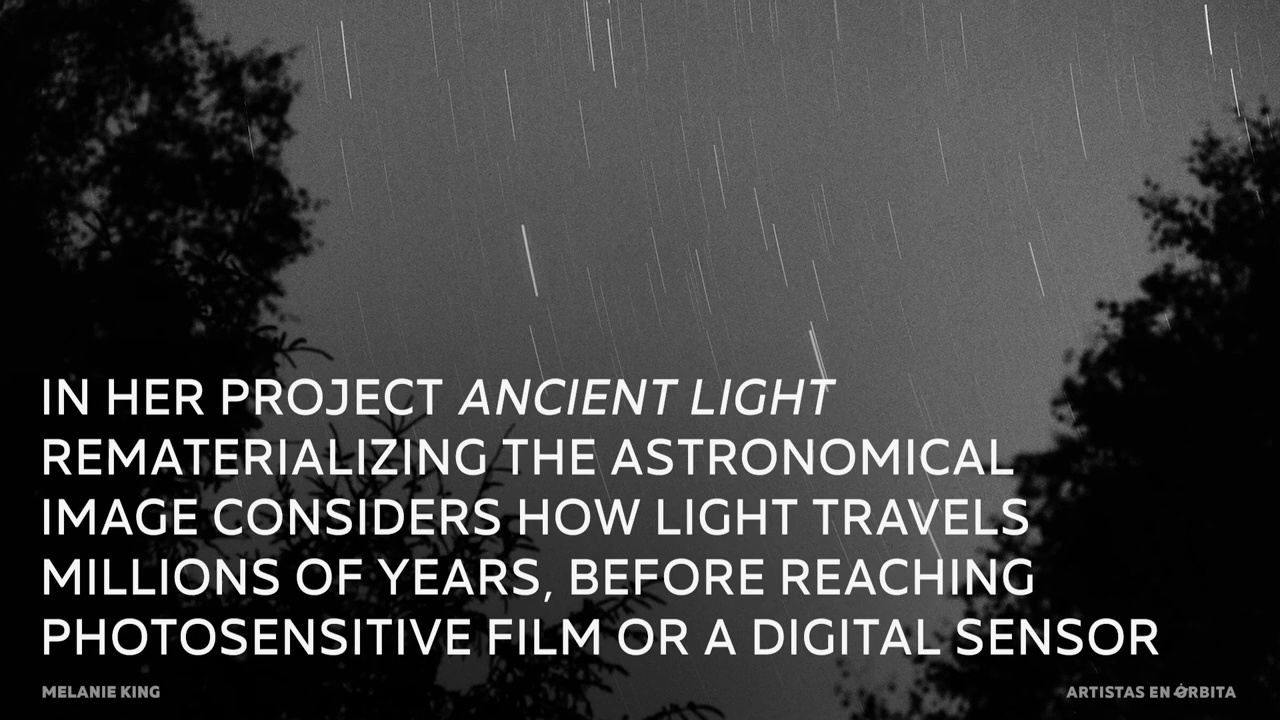 IN HER PROJECT ANCIENT LIGHT
REMATERIALIZING THE ASTRONOMICAL
IMAGE CONSIDERS HOW LIGHT TRAVELS
MILLIONS OF YEARS, BEFORE REACHING
PHOTOSENSITIVE FILM OR A DIGITAL SENSOR
MELANIE KING
ARTISTAS EN ÓRBITA